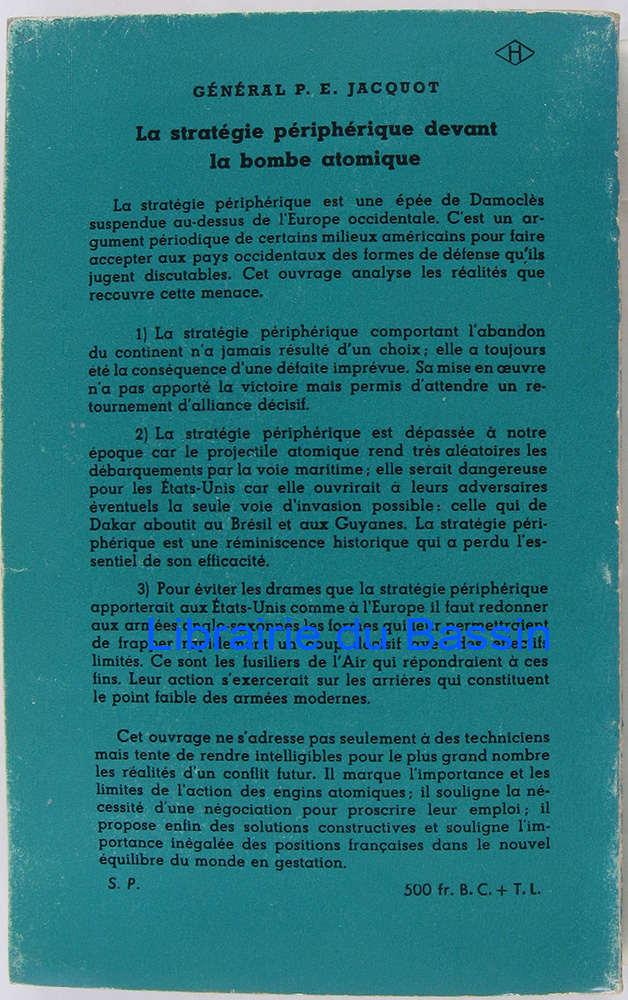 H
GÉNÉRAL P. E. JACQUOT
La stratégie périphérique devant
la bombe atomique
La stratégie périphérique est une épée de Damoclès
suspendue au-dessus de l'Europe occidentale. C'est un ar-
gument périodique de certains milieux américains pour faire
accepter aux pays occidentaux des formes de défense qu'ils
jugent discutables. Cet ouvrage analyse les réalités que
recouvre cette menace.
1) La stratégie périphérique comportant l'abandon
du continent n'a jamais résulté d'un choix ; elle a toujours
été la conséquence d'une défaite imprévue. Sa mise en œuvre
n'a pas apporté la victoire mais permis d'attendre un re-
tournement d'alliance décisif.
2) La stratégie périphérique est dépassée à notre
époque car le projectile atomique rend très aléatoires les
débarquements par la voie maritime ; elle serait dangereuse
pour les États-Unis car elle ouvrirait à leurs adversaires
éventuels la seule voie d'invasion possible : celle qui de
Dakar aboutit au Brésil et aux Guyanes. La stratégie péri-
phérique est une réminiscence historique qui a perdu l'es-
sentiel de son efficacité.
3) Pour éviter les drames que la stratégie périphérique
apporterait aux États-Unis comme à l'Europe il faut redonner
aux armées anglo-saxonnes les forces qui leur permettraient
de frapper rapidement un coup décisif avec des effectifs
Librairie du Bassin
limités. Ce sont les fusiliers de l'Air qui répondraient à ces
fins. Leur action s'exercerait sur les arrières qui constituent
le point faible des armées modernes.
Cet ouvrage ne s'adresse pas seulement à des techniciens
mais tente de rendre intelligibles pour le plus grand nombre
les réalités d'un conflit futur. Il marque l'importance et les
limites de l'action des engins atomiques ; il souligne la né-
cessité d'une négociation pour proscrire leur emploi ; il
propose enfin des solutions constructives et souligne l'im-
portance inégalée des positions françaises dans le nouvel
équilibre du monde en gestation.
S. P.
500 fr. B. C. + T. L.